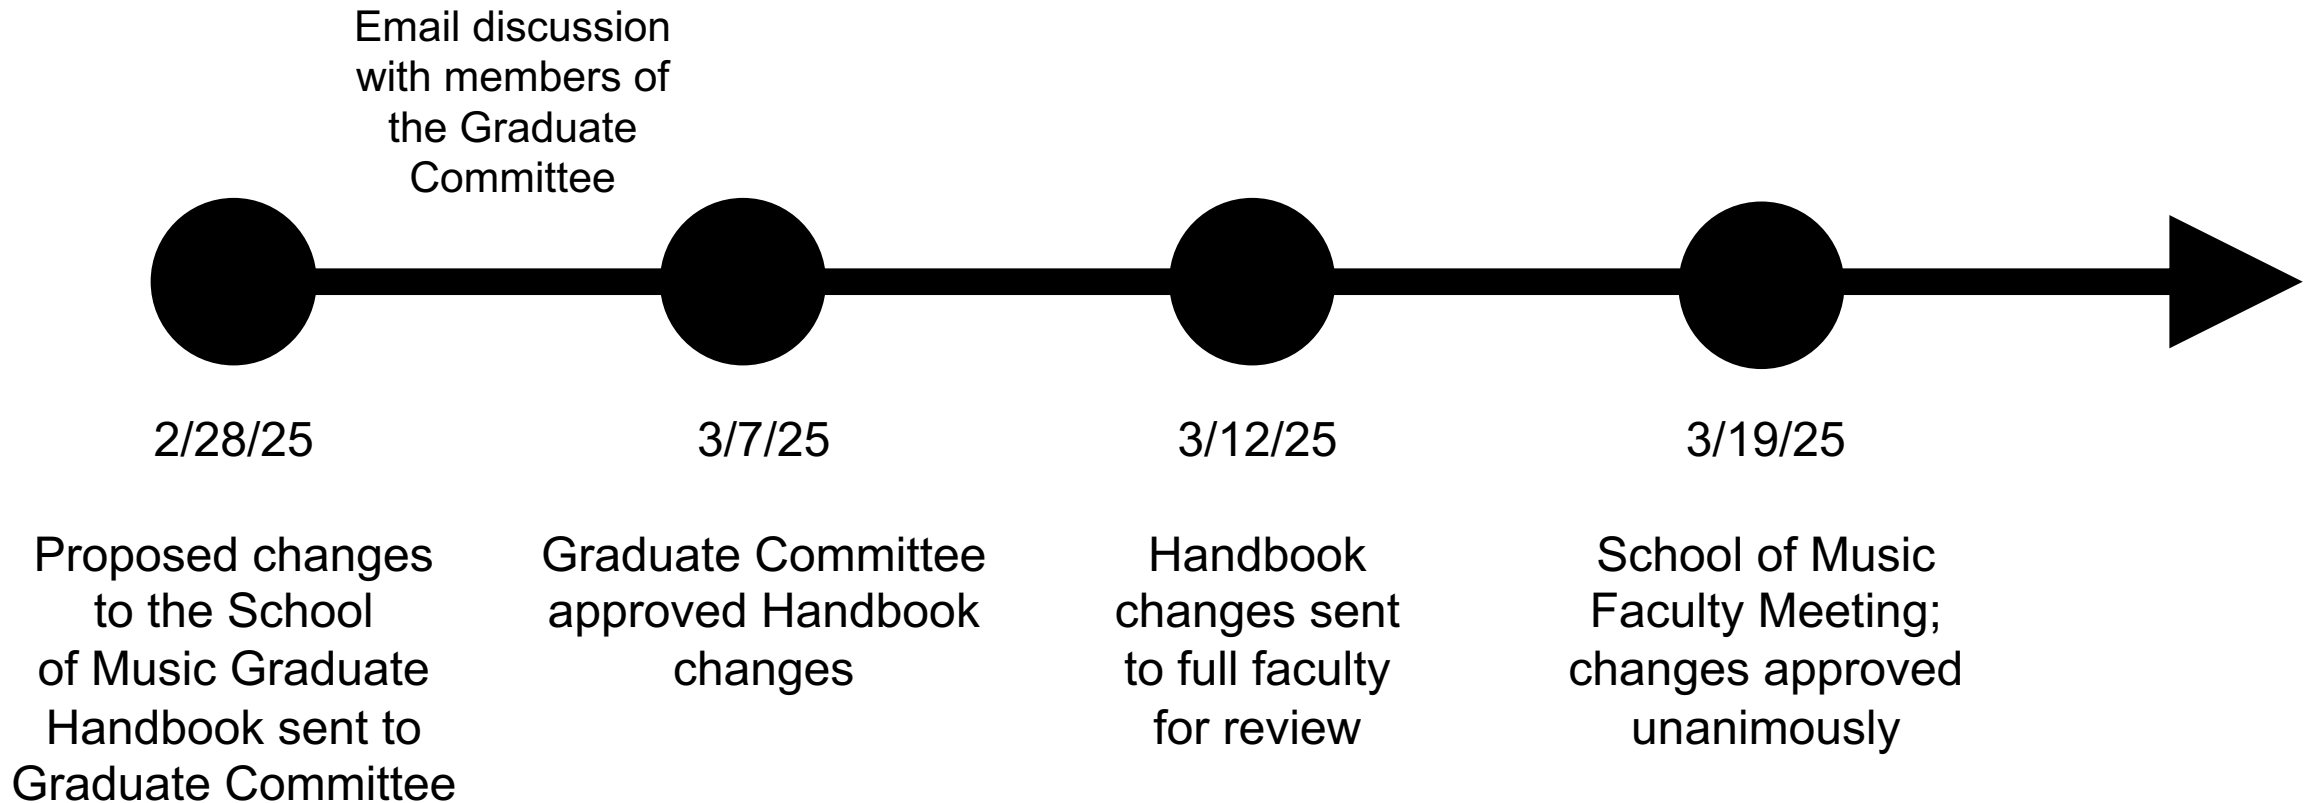 Email discussion
with members of
the Graduate
Committee
2/28/25
3/7/25
3/12/25
3/19/25
Proposed changes
to the School
of Music Graduate
Handbook sent to
Graduate Committee
Graduate Committee
approved Handbook
changes
Handbook
changes sent
to full faculty
for review
School of Music
Faculty Meeting;
changes approved
unanimously